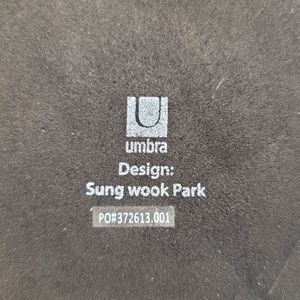 U
umbra
Design:
Sung wook Park
PO#372613.001